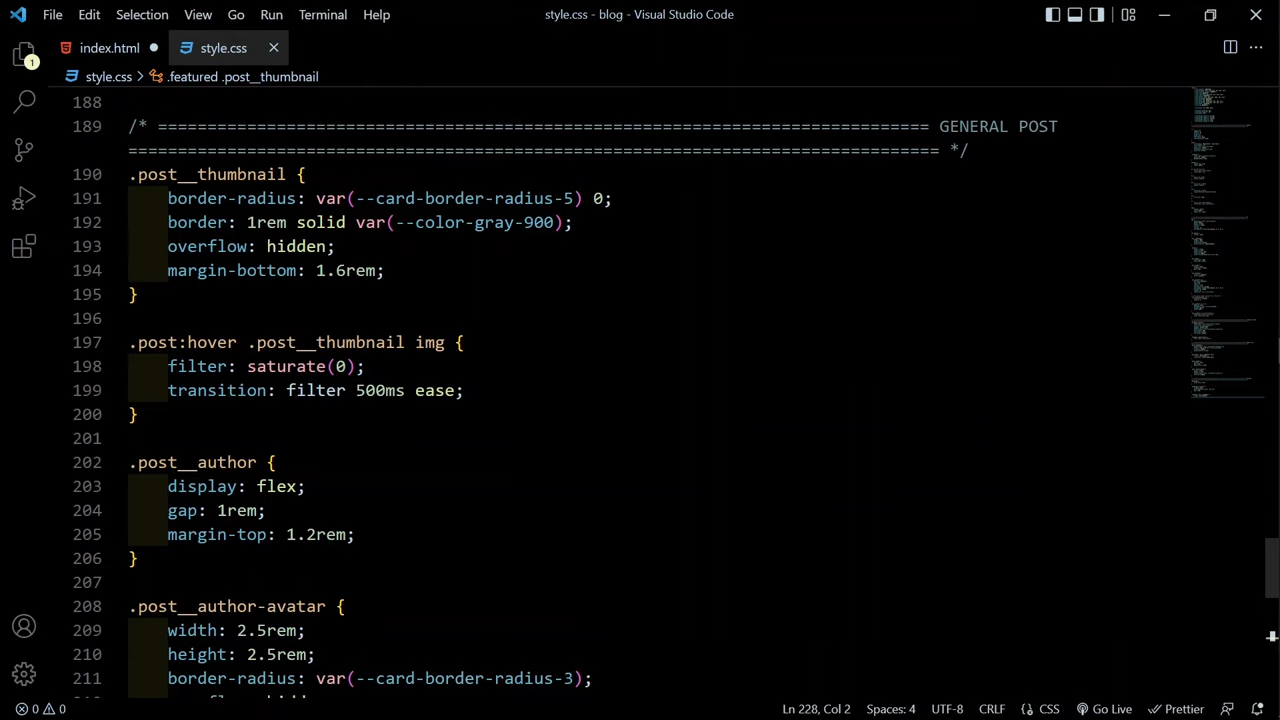 File Edit Selection View Go Run Terminal Help style.css - blog - Visual Studio Code
index.html style.css
style.css > .featured .post__thumbnail
1
188
189 /* ============================================================================== GENERAL POST
================================================================================== */
190 .post__thumbnail {
191 border-radius: var(--card-border-radius-5) 0;
192 border: 1rem solid var(--color-gray-900);
193 overflow: hidden;
194 margin-bottom: 1.6rem;
195 }
196
197 .post:hover .post__thumbnail img {
198 filter: saturate(0);
199 transition: filter 500ms ease;
200 }
201
202 .post__author {
203 display: flex;
204 gap: 1rem;
205 margin-top: 1.2rem;
206 }
207
208 .post__author-avatar {
209 width: 2.5rem;
210 height: 2.5rem;
211 border-radius: var(--card-border-radius-3);
0 0 Ln 228, Col 2 Spaces: 4 UTF-8 CRLF {} CSS Go Live Prettier